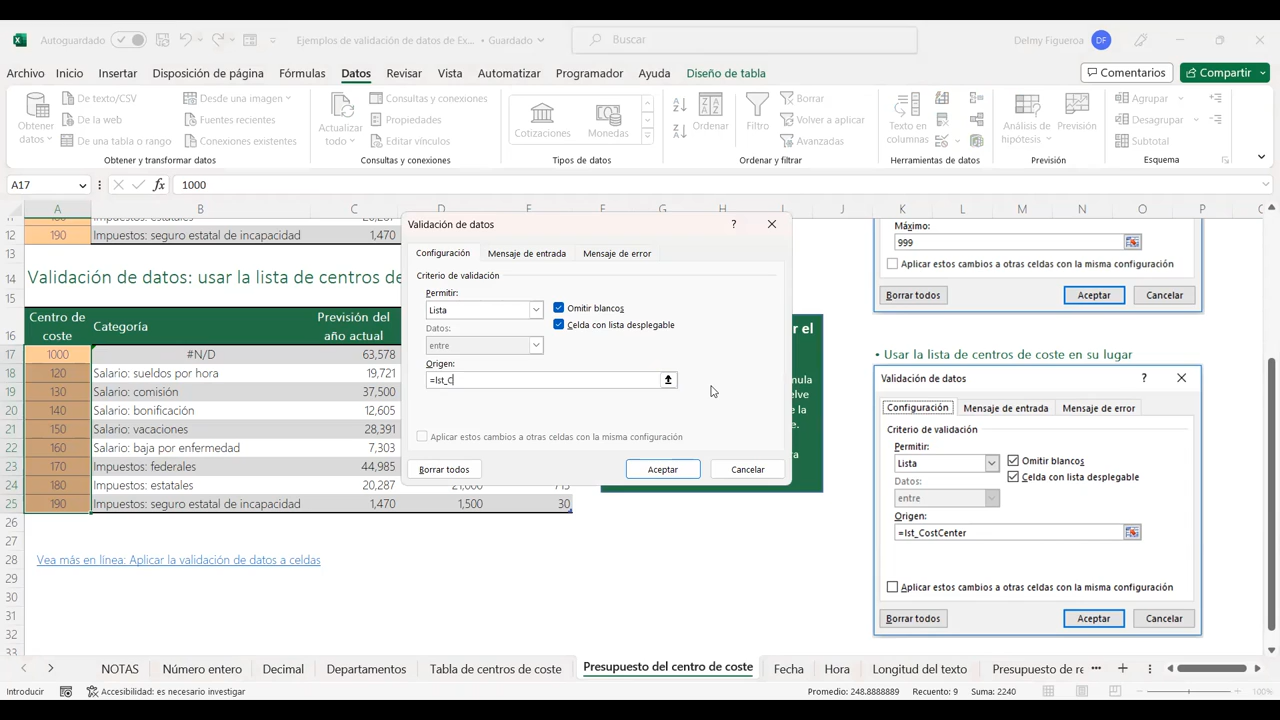 Autoguardado
Ejemplos de validación de datos de Ex... • Guardado
Buscar
Delmy Figueroa
DF
Archivo Inicio Insertar Disposición de página Fórmulas Datos Revisar Vista Automatizar Programador Ayuda Diseño de tabla
Comentarios
Compartir
Obtener datos
De texto/CSV
De la web
De una tabla o rango
Desde una imagen
Fuentes recientes
Conexiones existentes
Obtener y transformar datos
Actualizar todo
Consultas y conexiones
Propiedades
Editar vínculos
Consultas y conexiones
Cotizaciones
Monedas
Tipos de datos
Ordenar
Filtro
Borrar
Volver a aplicar
Avanzadas
Ordenar y filtrar
Texto en columnas
Herramientas de datos
Análisis de hipótesis
Previsión
Previsión
Agrupar
Desagrupar
Subtotal
Esquema
A17
fx
1000
A B C D E F G H I J K L M N O P
12 190 Impuestos: seguro estatal de incapacidad 1,470
13
14 Validación de datos: usar la lista de centros de
15
16 Centro de coste Categoría Previsión del año actual
17 1000 #N/D 63,578
18 120 Salario: sueldos por hora 19,721
19 130 Salario: comisión 37,500
20 140 Salario: bonificación 12,605
21 150 Salario: vacaciones 28,391
22 160 Salario: baja por enfermedad 7,303
23 170 Impuestos: federales 44,985
24 180 Impuestos: estatales 20,287
25 190 Impuestos: seguro estatal de incapacidad 1,470 1,500 30
26
27
28 Vea más en línea: Aplicar la validación de datos a celdas
29
30
31
32
33
Validación de datos
?
Configuración Mensaje de entrada Mensaje de error
Criterio de validación
Permitir:
Lista
Omitir blancos
Celda con lista desplegable
Datos:
entre
Origen:
=lst_C
Aplicar estos cambios a otras celdas con la misma configuración
Borrar todos Aceptar Cancelar
Máximo:
999
Aplicar estos cambios a otras celdas con la misma configuración
Borrar todos Aceptar Cancelar
• Usar la lista de centros de coste en su lugar
Validación de datos
?
Configuración Mensaje de entrada Mensaje de error
Criterio de validación
Permitir:
Lista
Omitir blancos
Celda con lista desplegable
Datos:
entre
Origen:
=lst_CostCenter
Aplicar estos cambios a otras celdas con la misma configuración
Borrar todos Aceptar Cancelar
NOTAS Número entero Decimal Departamentos Tabla de centros de coste Presupuesto del centro de coste Fecha Hora Longitud del texto Presupuesto de re ...
Introducir
Accesibilidad: es necesario investigar
Promedio: 248.8888889 Recuento: 9 Suma: 2240
100%